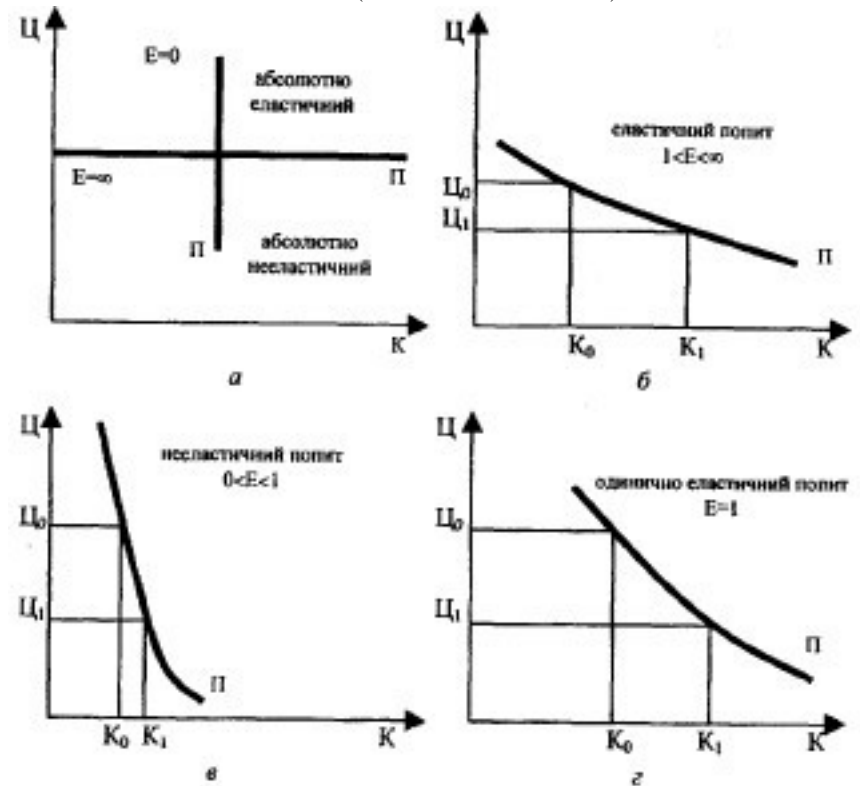 Ц
E=0
абсолютно
еластичний
E=∞
П
П
абсолютно
нееластичний
К
а
Ц
еластичний попит
1<E<∞
Ц₀
Ц₁
П
К₀
К₁
К
б
Ц
нееластичний попит
0<E<1
Ц₀
Ц₁
П
К₀
К₁
К
в
Ц
одинично еластичний попит
E=1
Ц₀
Ц₁
П
К₀
К₁
К
г